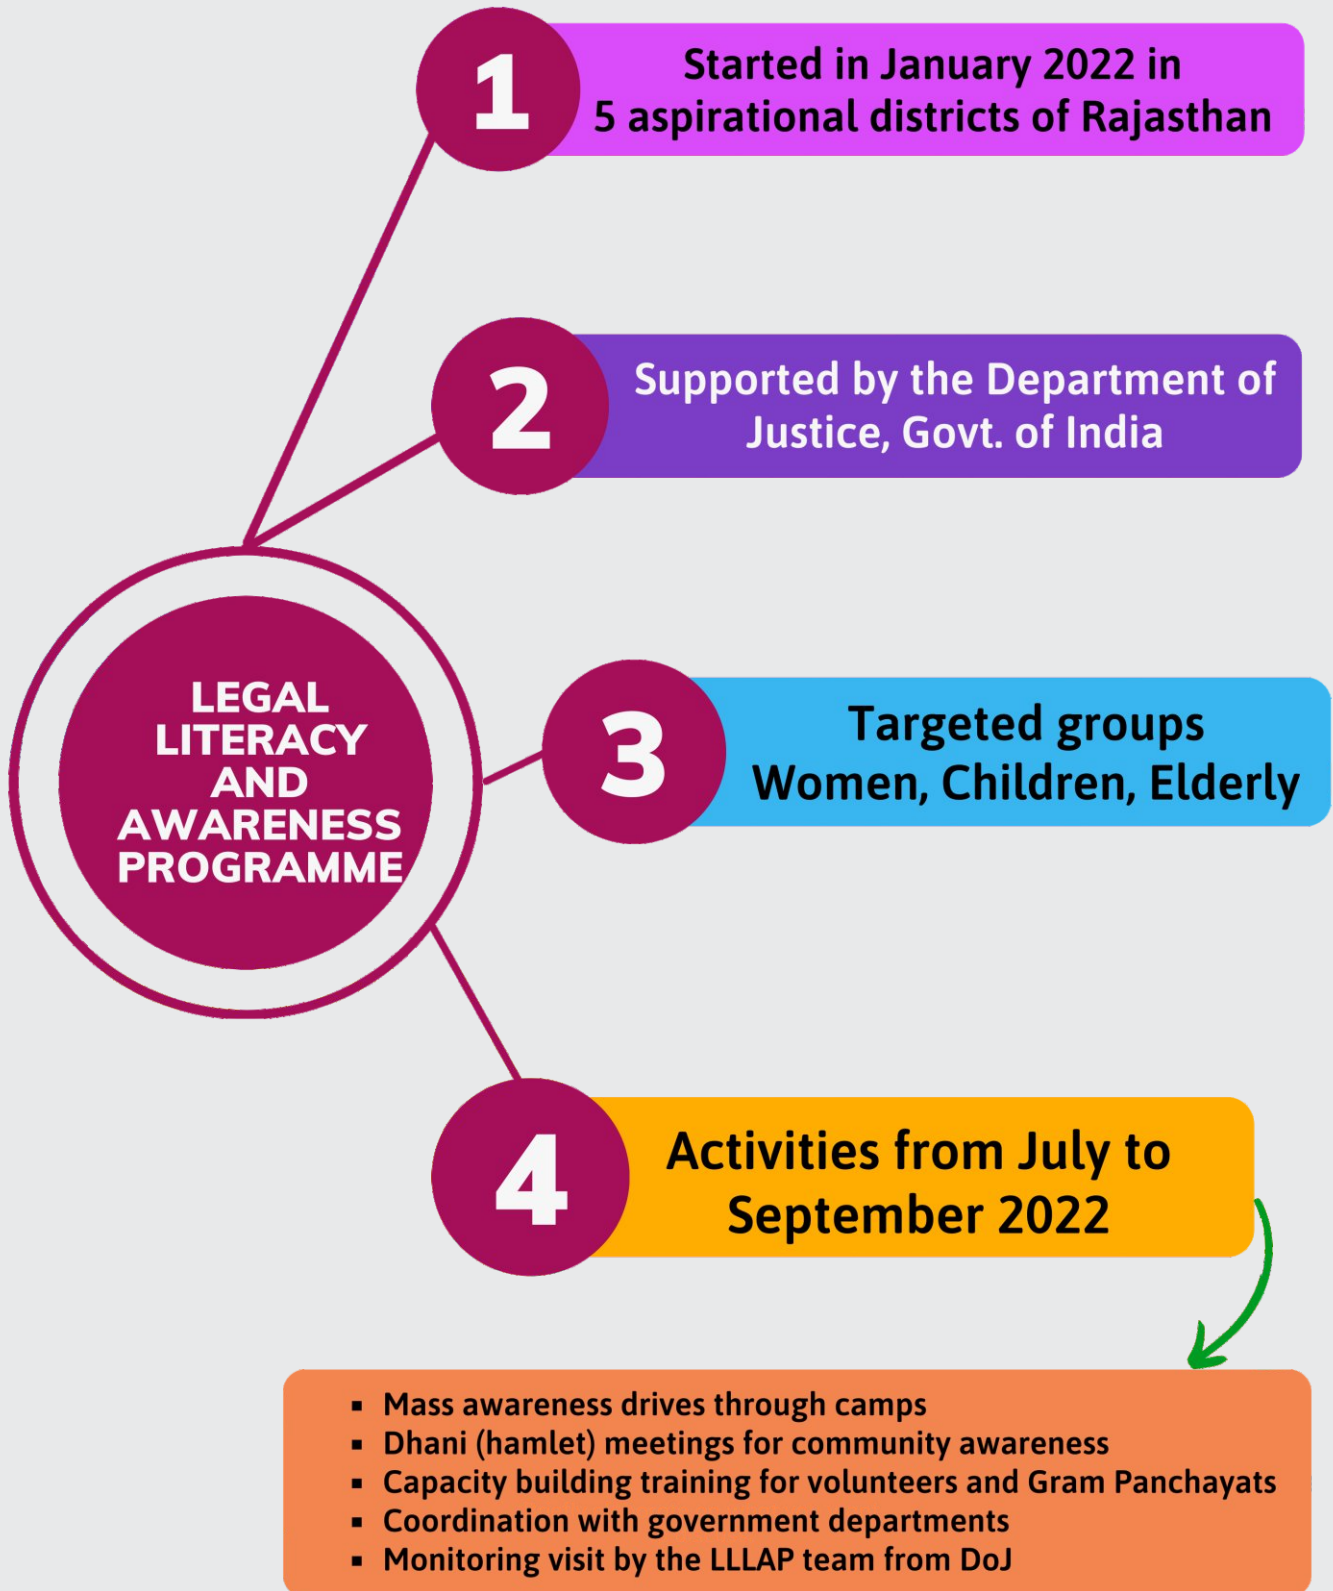 1
Started in January 2022 in
5 aspirational districts of Rajasthan
2
Supported by the Department of
Justice, Govt. of India
LEGAL
LITERACY
AND
AWARENESS
PROGRAMME
3
Targeted groups
Women, Children, Elderly
4
Activities from July to
September 2022
▪ Mass awareness drives through camps
▪ Dhani (hamlet) meetings for community awareness
▪ Capacity building training for volunteers and Gram Panchayats
▪ Coordination with government departments
▪ Monitoring visit by the LLLAP team from DoJ